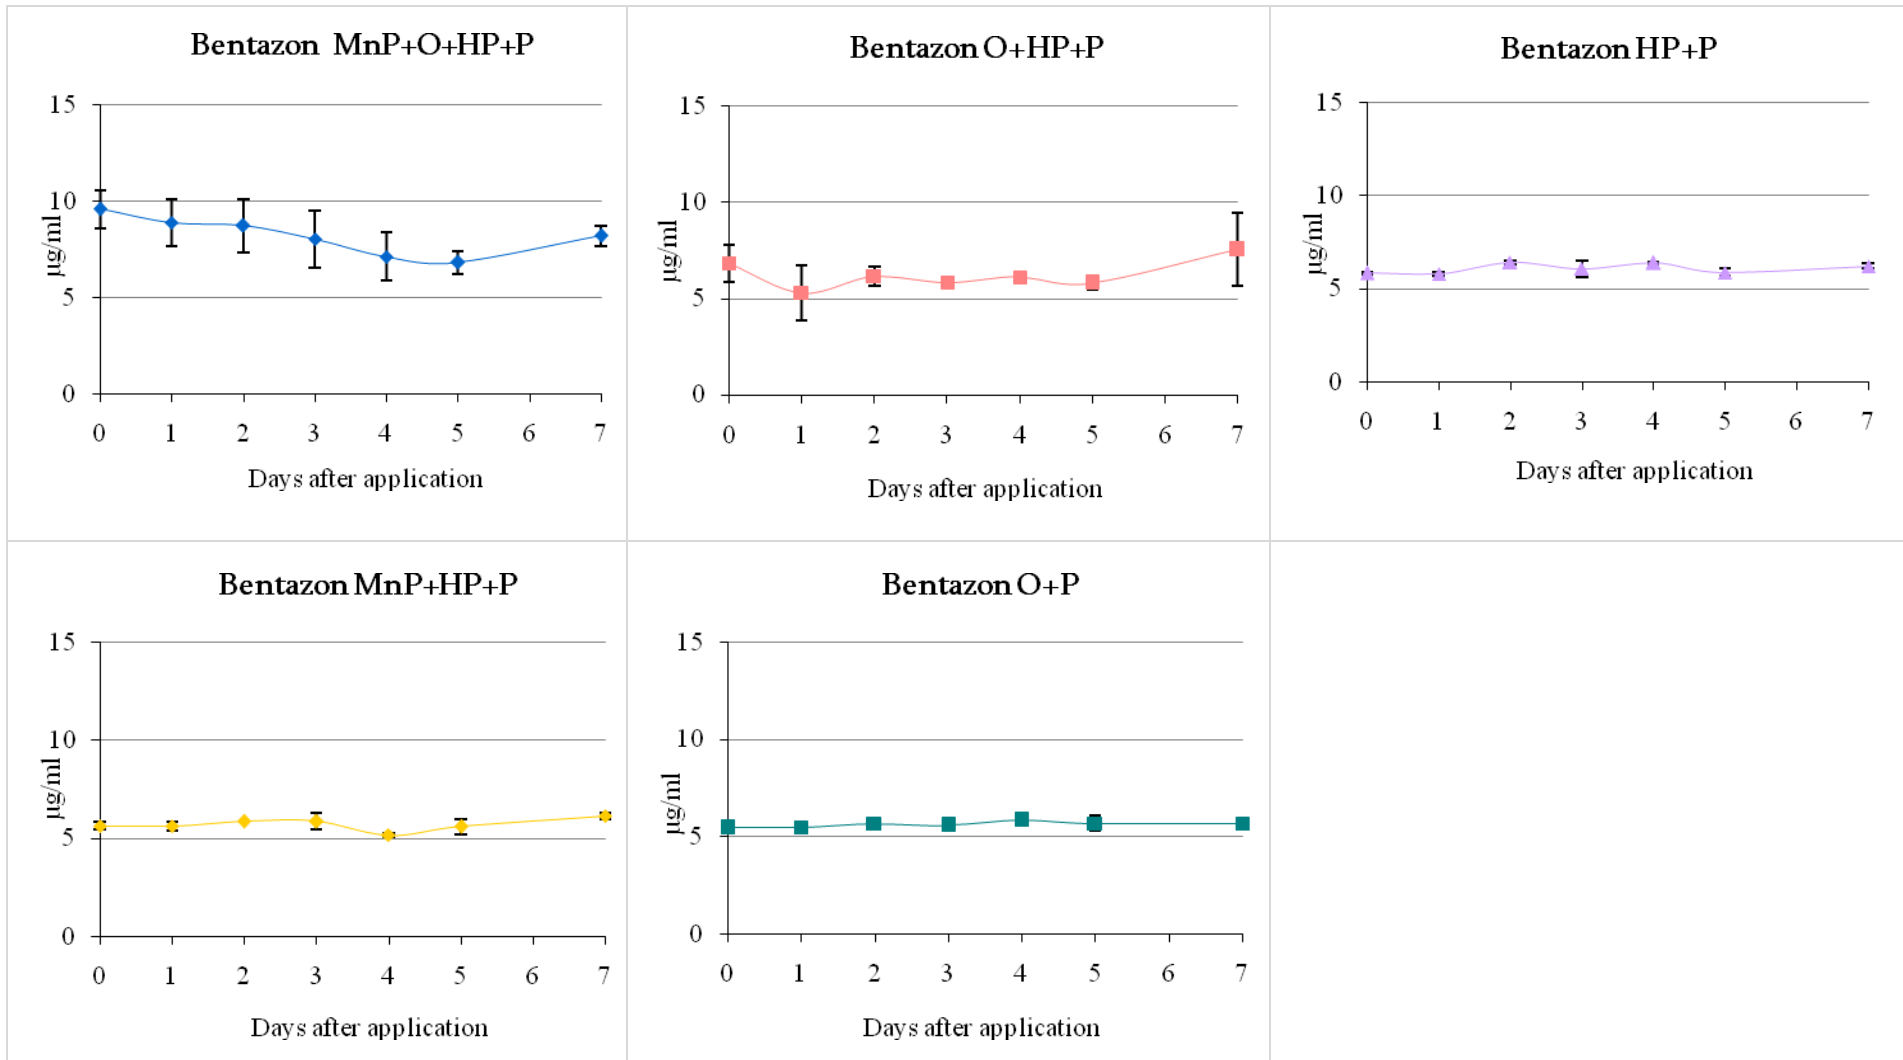 Bentazon MnP+O+HP+P
15
10
5
0
µg/ml
0 1 2 3 4 5 6 7
Days after application
Bentazon O+HP+P
15
10
5
0
µg/ml
0 1 2 3 4 5 6 7
Days after application
Bentazon HP+P
15
10
5
0
µg/ml
0 1 2 3 4 5 6 7
Days after application
Bentazon MnP+HP+P
15
10
5
0
µg/ml
0 1 2 3 4 5 6 7
Days after application
Bentazon O+P
15
10
5
0
µg/ml
0 1 2 3 4 5 6 7
Days after application